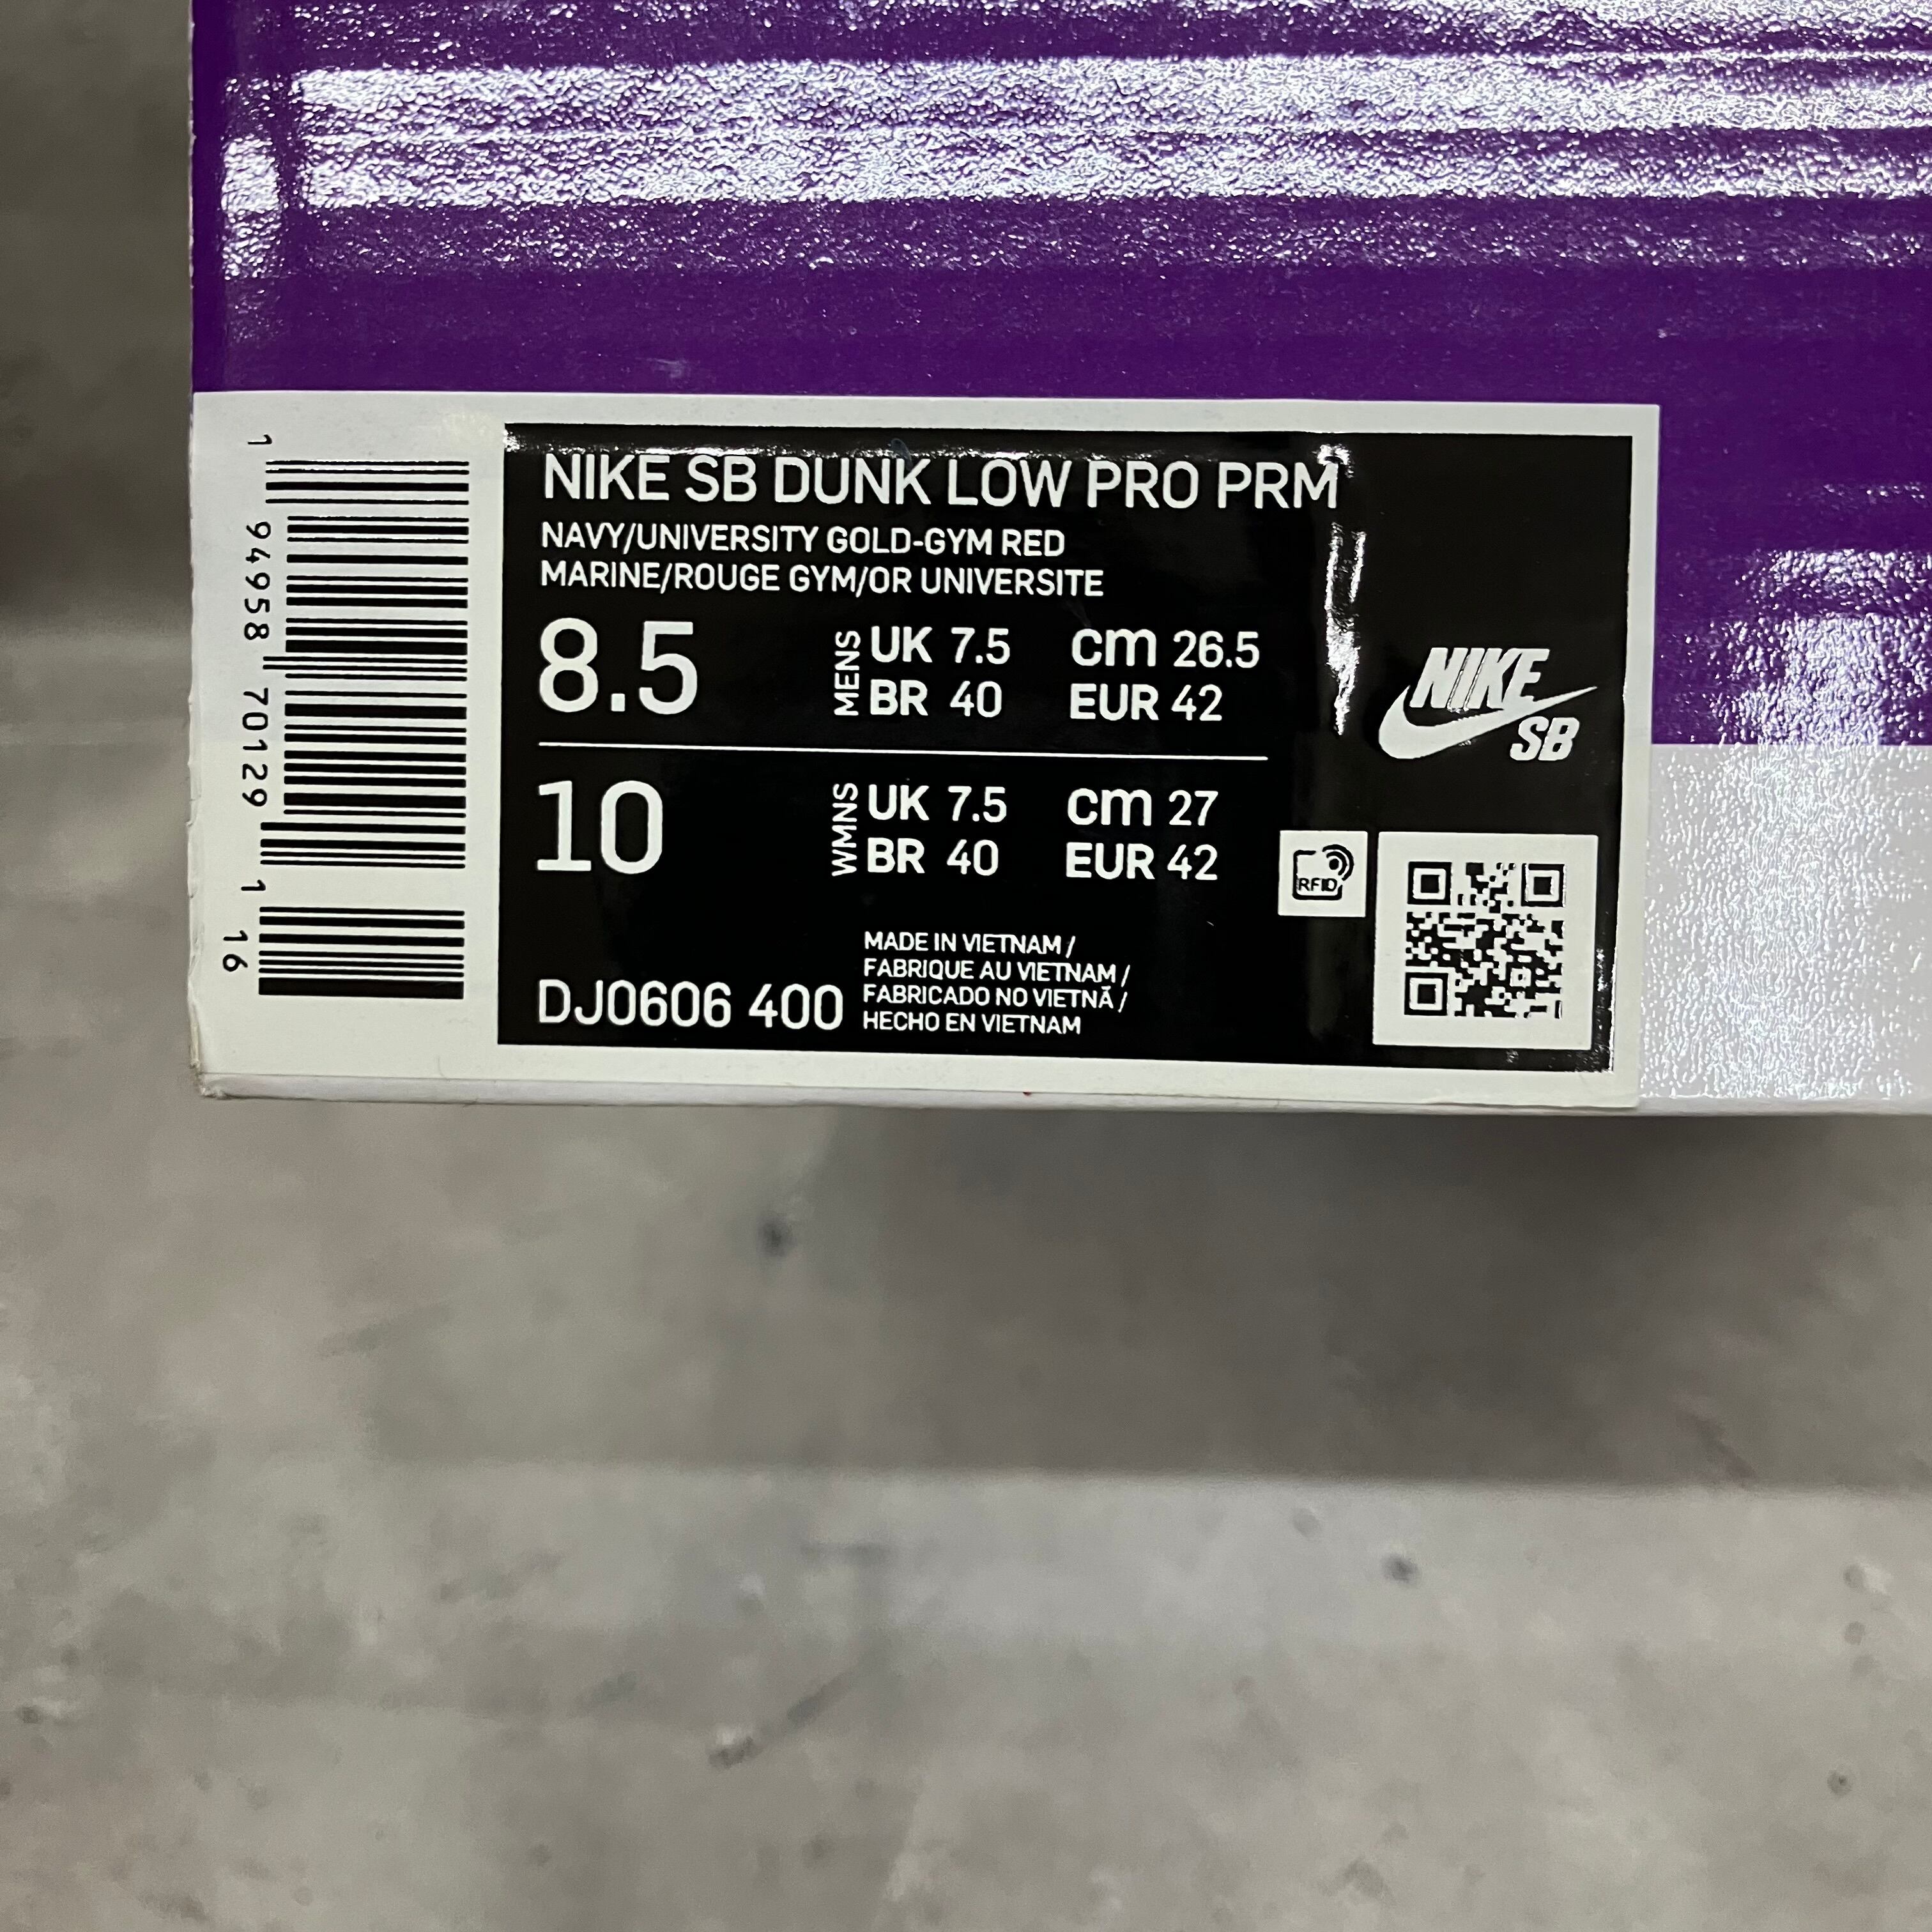 NIKE SB DUNK LOW PRO PRM
NAVY/UNIVERSITY GOLD-GYM RED
MARINE/ROUGE GYM/OR UNIVERSITE
8.5 MENS UK 7.5 cm 26.5
BR 40 EUR 42
10 WMNS UK 7.5 cm 27
BR 40 EUR 42
NIKE
SB
RFID
DJ0606 400
MADE IN VIETNAM /
FABRIQUE AU VIETNAM /
FABRICADO NO VIETNÃ /
HECHO EN VIETNAM
1 94958 70129 1 16